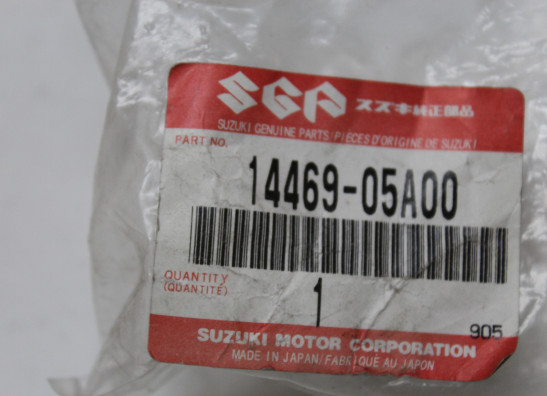 SGP スズキ純正部品
SUZUKI GENUINE PARTS/PIÈCES D'ORIGINE DE SUZUKI
PART NO.
14469-05A00
QUANTITY
(QUANTITÉ)
1
905
SUZUKI MOTOR CORPORATION
MADE IN JAPAN/FABRIQUÉ AU JAPON